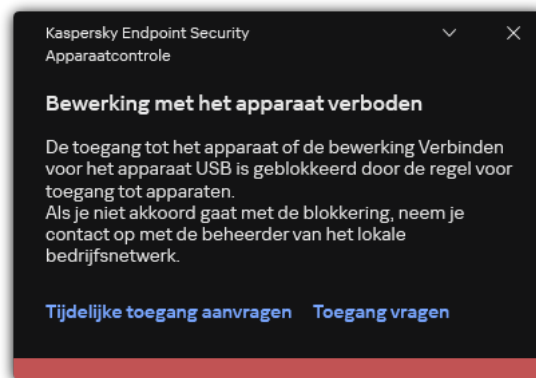 Kaspersky Endpoint Security
Apparaatcontrole
Bewerking met het apparaat verboden
De toegang tot het apparaat of de bewerking Verbinden
voor het apparaat USB is geblokkeerd door de regel voor
toegang tot apparaten.
Als je niet akkoord gaat met de blokkering, neem je
contact op met de beheerder van het lokale
bedrijfsnetwerk.
Tijdelijke toegang aanvragen Toegang vragen